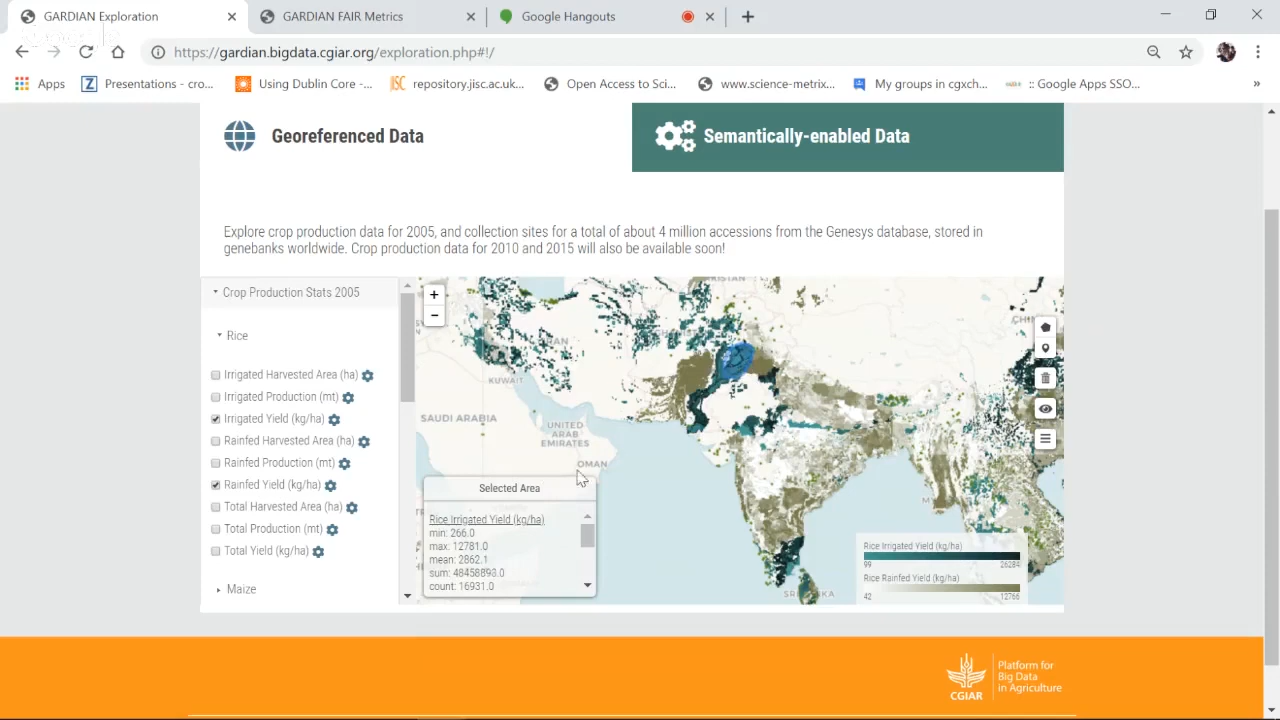 GARDIAN Exploration
GARDIAN FAIR Metrics
Google Hangouts
https://gardian.bigdata.cgiar.org/exploration.php#!/
Apps
Presentations - cro...
Using Dublin Core -...
repository.jisc.ac.uk...
Open Access to Sci...
www.science-metrix...
My groups in cgxch...
:: Google Apps SSO...
»
Georeferenced Data
Semantically-enabled Data
Explore crop production data for 2005, and collection sites for a total of about 4 million accessions from the Genesys database, stored in
genebanks worldwide. Crop production data for 2010 and 2015 will also be available soon!
Crop Production Stats 2005
Rice
Irrigated Harvested Area (ha)
Irrigated Production (mt)
Irrigated Yield (kg/ha)
Rainfed Harvested Area (ha)
Rainfed Production (mt)
Rainfed Yield (kg/ha)
Total Harvested Area (ha)
Total Production (mt)
Total Yield (kg/ha)
Maize
+
−
KUWAIT
SAUDI ARABIA
UNITED
ARAB
EMIRATES
OMAN
Selected Area
Rice Irrigated Yield (kg/ha)
min: 266.0
max: 12781.0
mean: 2862.1
sum: 48458893.0
count: 16931.0
Rice Irrigated Yield (kg/ha)
99
26284
Rice Rainfed Yield (kg/ha)
42
12766
CGIAR
Platform for
Big Data
in Agriculture